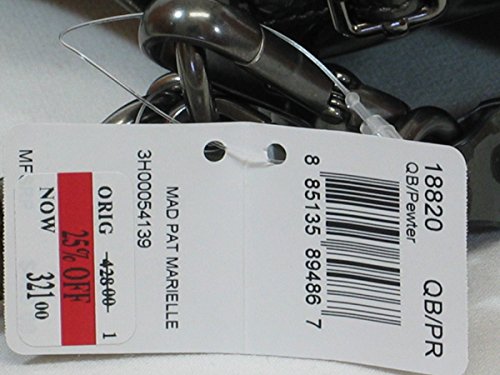 18820 QB/PR
QB/Pewter
8 85135 89486 7
MAD PAT MARIELLE
3H00054139
ORIG 428.00 1
25% OFF
NOW 321.00